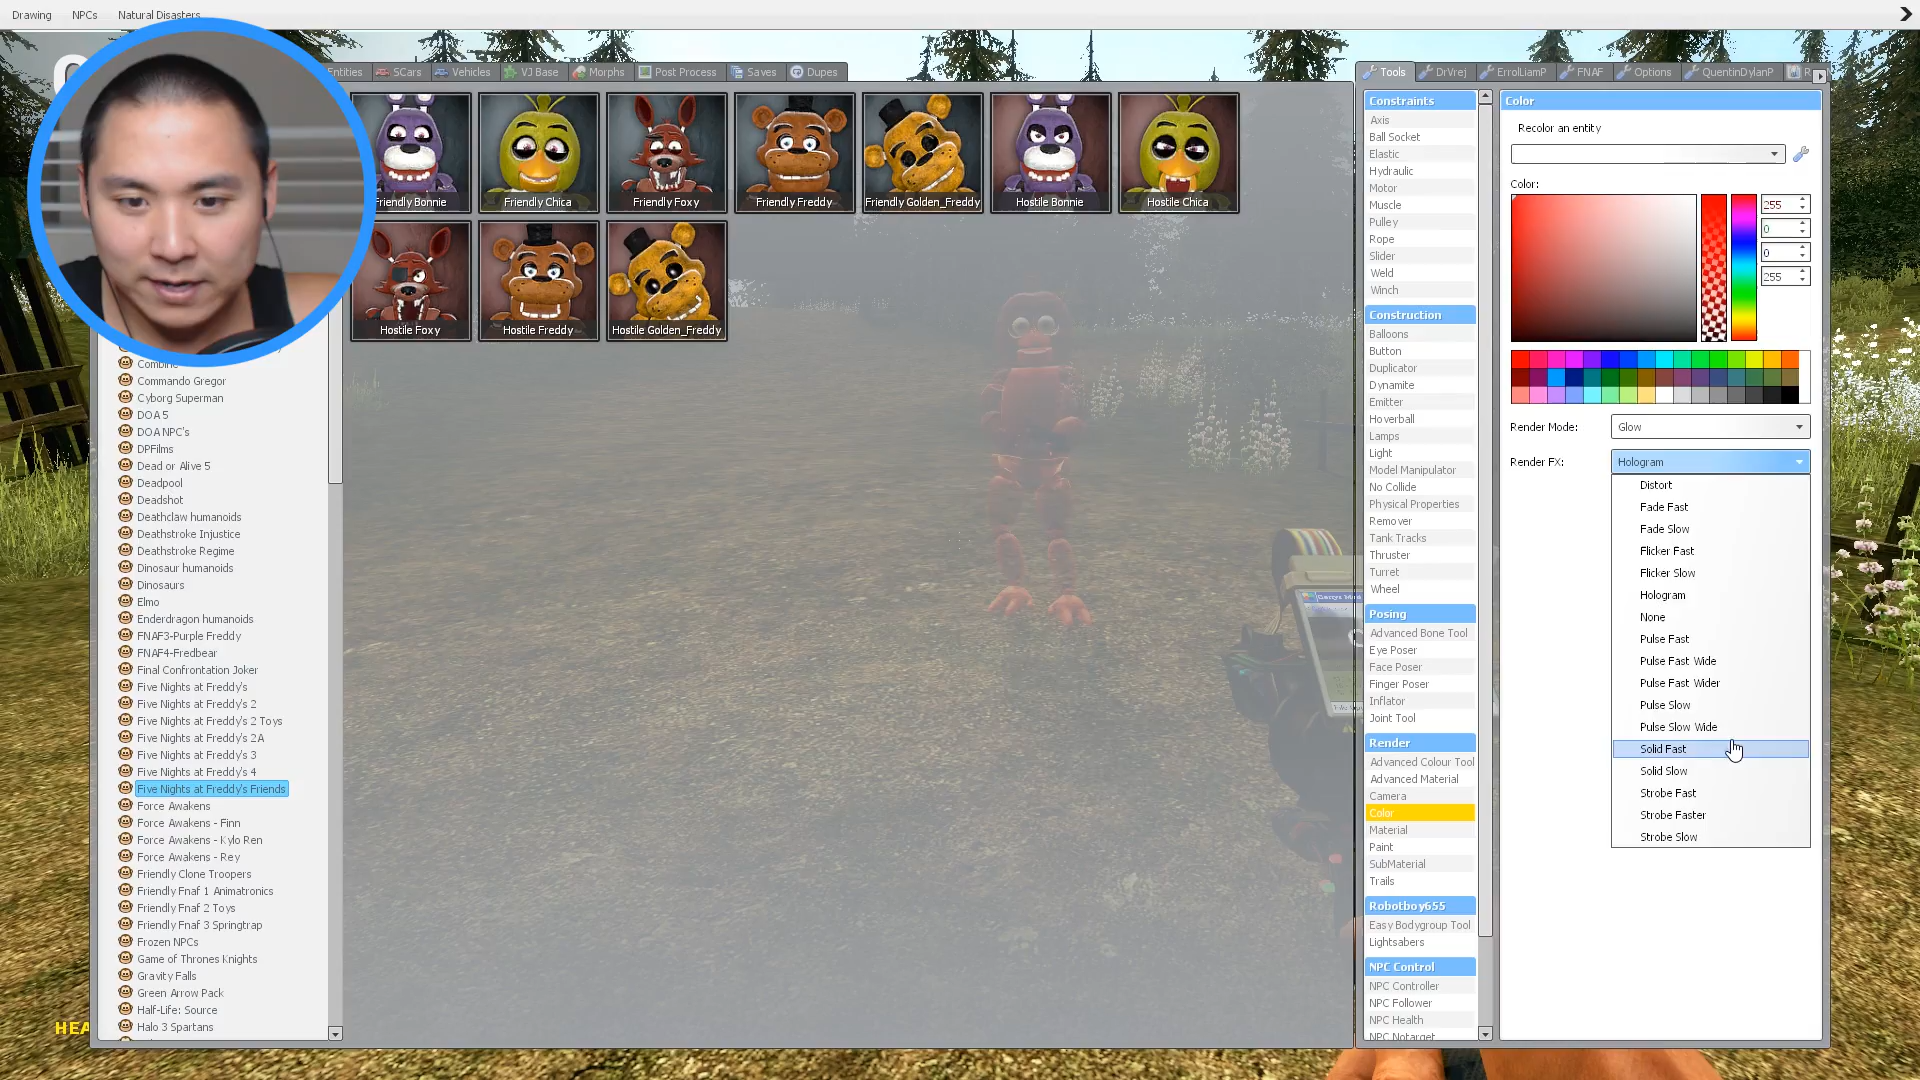 Drawing NPCs Natural Disasters
Entities SCars Vehicles VJ Base Morphs Post Process Saves Dupes
Tools DrVrej ErrolLiamP FNAF Options QuentinDylanP
Friendly Bonnie Friendly Chica Friendly Foxy Friendly Freddy Friendly Golden_Freddy Hostile Bonnie Hostile Chica
Hostile Foxy Hostile Freddy Hostile Golden_Freddy
Combine
Commando Gregor
Cyborg Superman
DOA 5
DOA NPC's
DPFilms
Dead or Alive 5
Deadpool
Deadshot
Deathclaw humanoids
Deathstroke Injustice
Deathstroke Regime
Dinosaur humanoids
Dinosaurs
Elmo
Enderdragon humanoids
FNAF3-Purple Freddy
FNAF4-Fredbear
Final Confrontation Joker
Five Nights at Freddy's
Five Nights at Freddy's 2
Five Nights at Freddy's 2 Toys
Five Nights at Freddy's 2A
Five Nights at Freddy's 3
Five Nights at Freddy's 4
Five Nights at Freddy's Friends
Force Awakens
Force Awakens - Finn
Force Awakens - Kylo Ren
Force Awakens - Rey
Friendly Clone Troopers
Friendly Fnaf 1 Animatronics
Friendly Fnaf 2 Toys
Friendly Fnaf 3 Springtrap
Frozen NPCs
Game of Thrones Knights
Gravity Falls
Green Arrow Pack
Half-Life: Source
Halo 3 Spartans
HEA
Constraints
Axis
Ball Socket
Elastic
Hydraulic
Motor
Muscle
Pulley
Rope
Slider
Weld
Winch
Construction
Balloons
Button
Duplicator
Dynamite
Emitter
Hoverball
Lamps
Light
Model Manipulator
No Collide
Physical Properties
Remover
Tank Tracks
Thruster
Turret
Wheel
Posing
Advanced Bone Tool
Eye Poser
Face Poser
Finger Poser
Inflator
Joint Tool
Render
Advanced Colour Tool
Advanced Material
Camera
Color
Material
Paint
SubMaterial
Trails
Robotboy655
Easy Bodygroup Tool
Lightsabers
NPC Control
NPC Controller
NPC Follower
NPC Health
NPC Notarget
Color
Recolor an entity
Color:
255
0
0
255
Render Mode: Glow
Render FX: Hologram
Distort
Fade Fast
Fade Slow
Flicker Fast
Flicker Slow
Hologram
None
Pulse Fast
Pulse Fast Wide
Pulse Fast Wider
Pulse Slow
Pulse Slow Wide
Solid Fast
Solid Slow
Strobe Fast
Strobe Faster
Strobe Slow